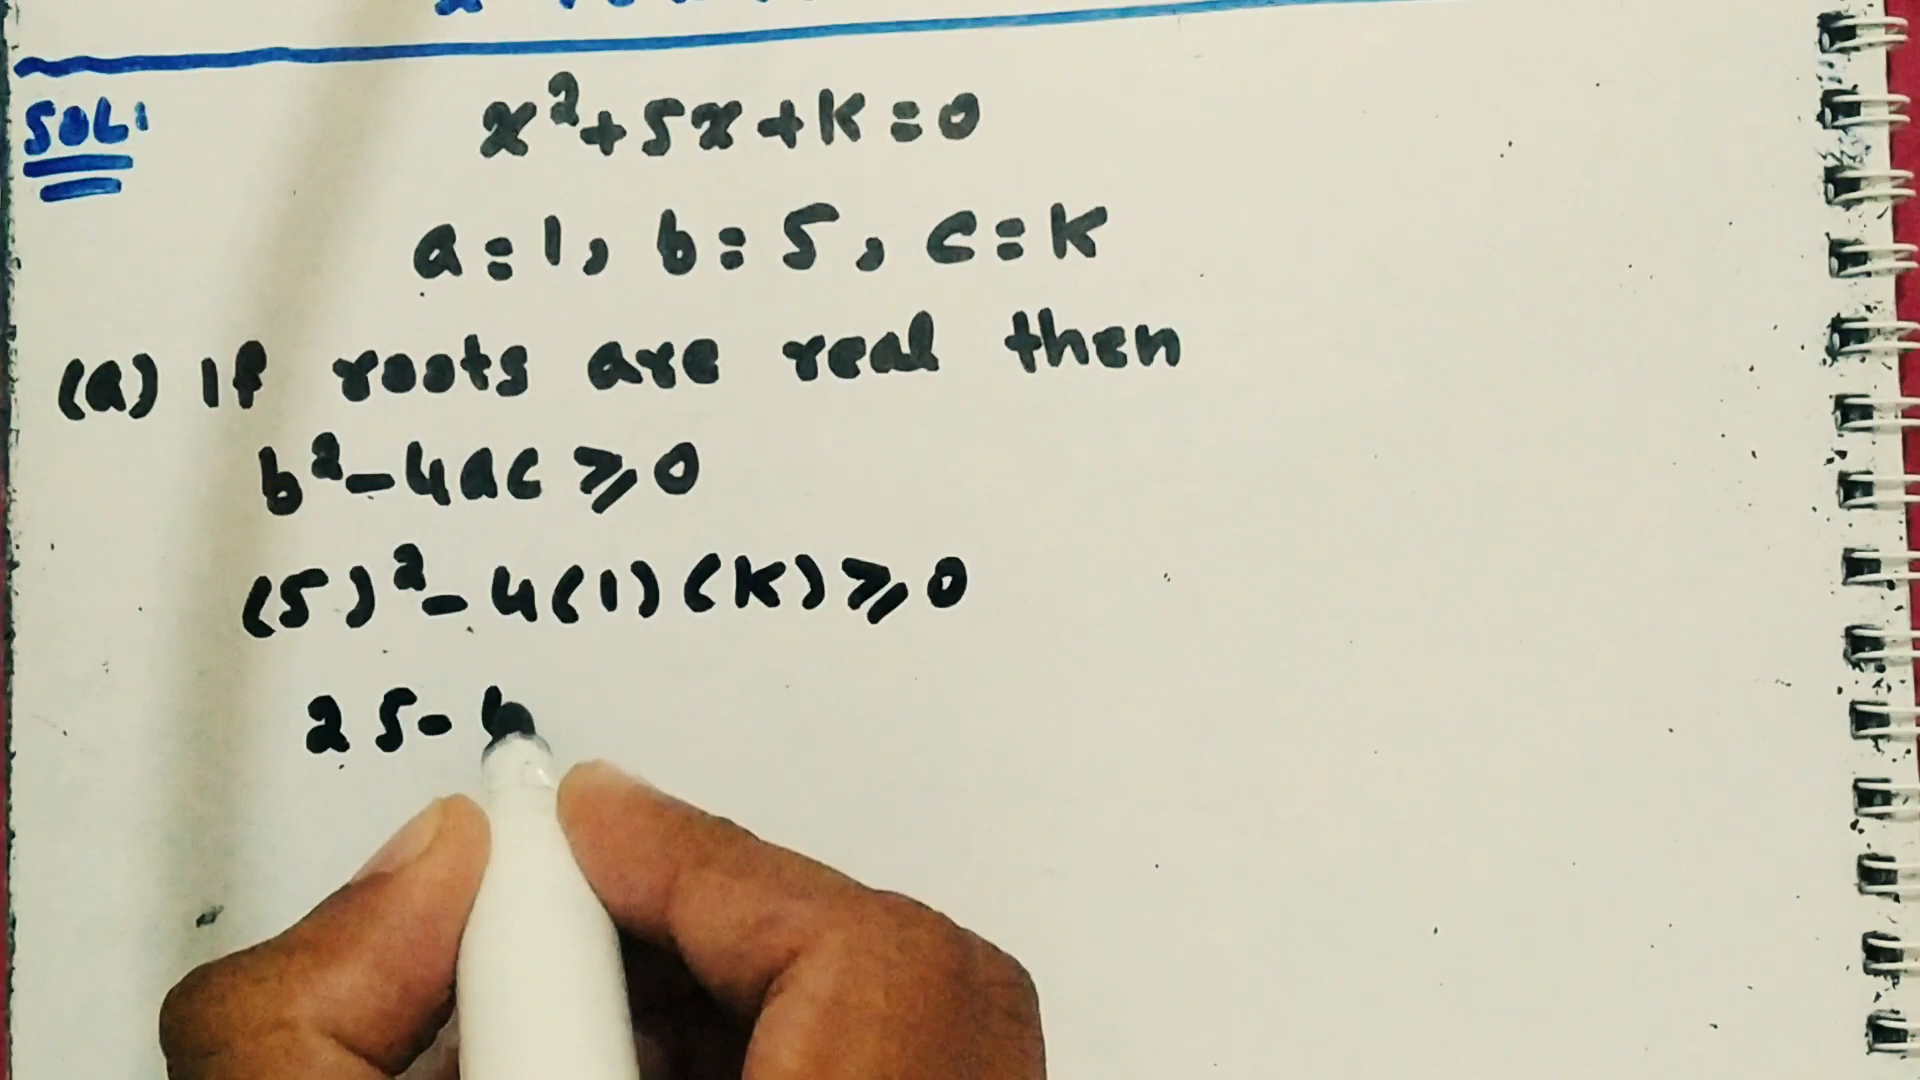 SOL:
x²+5x+K=0
a=1, b=5, c=K
(a) If roots are real then
b²-4ac ⩾ 0
(5)²-4(1)(K) ⩾ 0
25-4